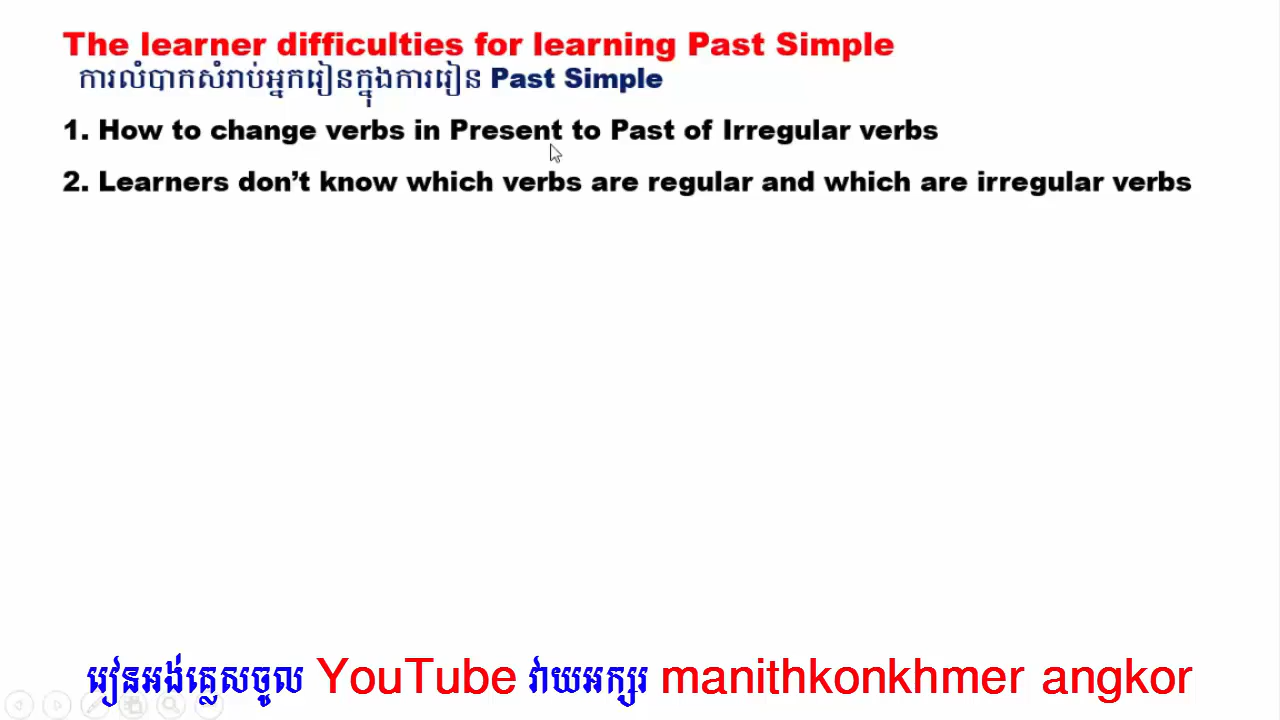 The learner difficulties for learning Past Simple
ការលំបាកសំរាប់អ្នករៀនក្នុងការរៀន Past Simple
1. How to change verbs in Present to Past of Irregular verbs
2. Learners don’t know which verbs are regular and which are irregular verbs
រៀនអង់គ្លេសចូល YouTube វាយអក្សរ manithkonkhmer angkor